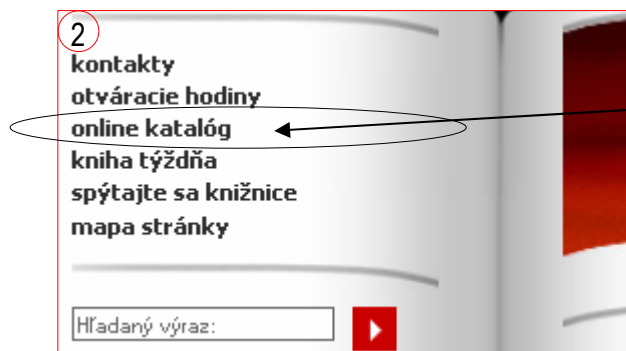 2
kontakty
otváracie hodiny
online katalóg
kniha týždňa
spýtajte sa knižnice
mapa stránky
Hľadaný výraz: